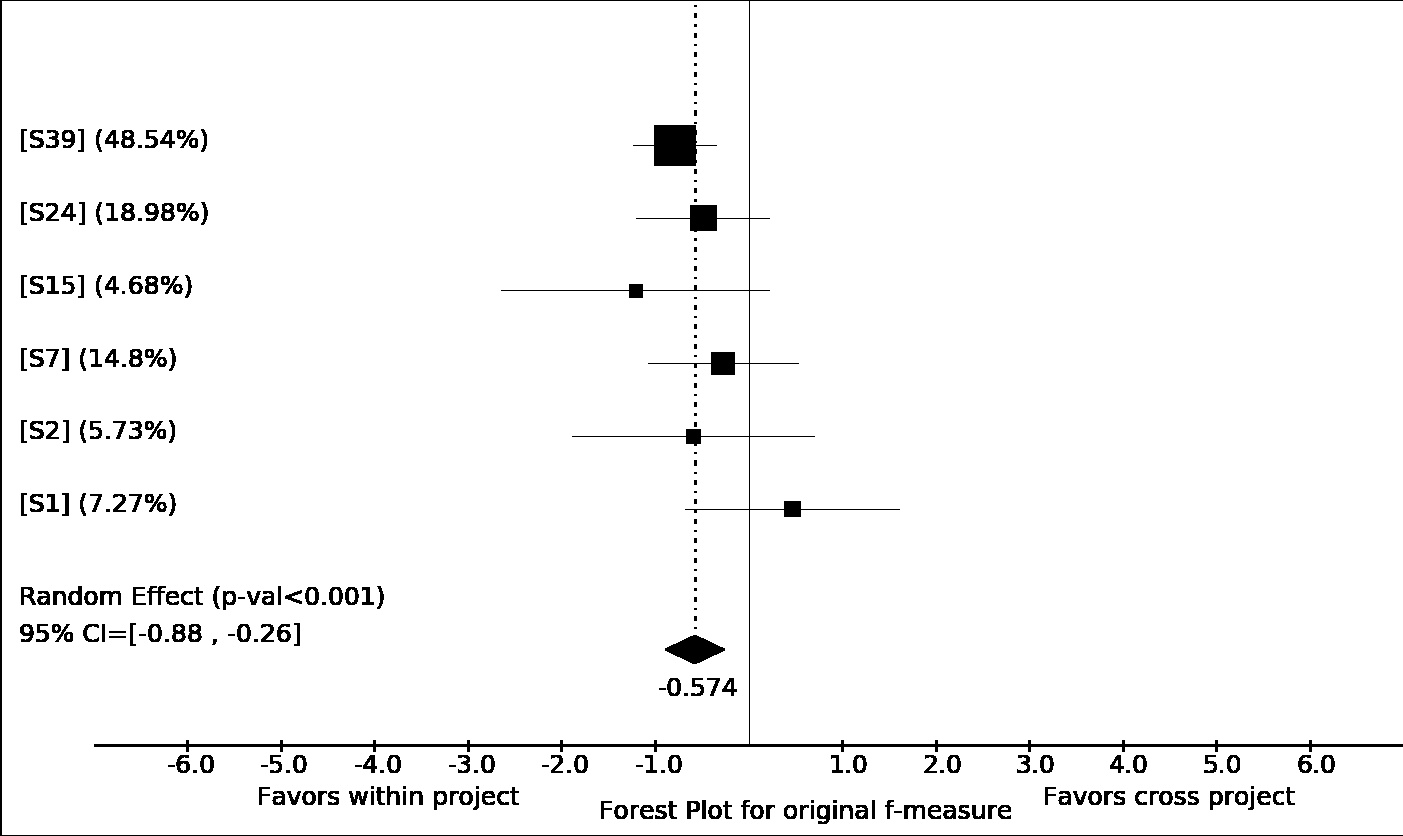 [S39] (48.54%)
[S24] (18.98%)
[S15] (4.68%)
[S7] (14.8%)
[S2] (5.73%)
[S1] (7.27%)
Random Effect (p-val<0.001)
95% CI=[-0.88 , -0.26]
-0.574
-6.0 -5.0 -4.0 -3.0 -2.0 -1.0 1.0 2.0 3.0 4.0 5.0 6.0
Favors within project Forest Plot for original f-measure Favors cross project